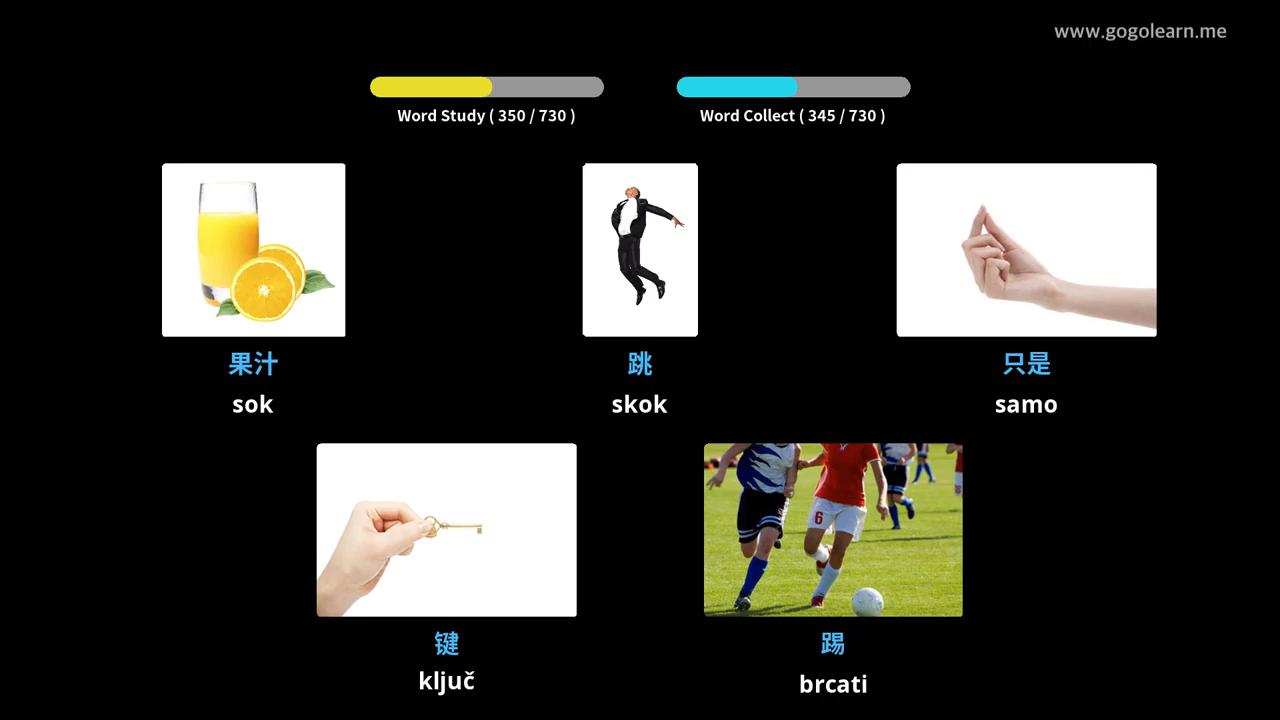 www.gogolearn.me
Word Study ( 350 / 730 )
Word Collect ( 345 / 730 )
果汁
sok
跳
skok
只是
samo
键
ključ
踢
brcati
6